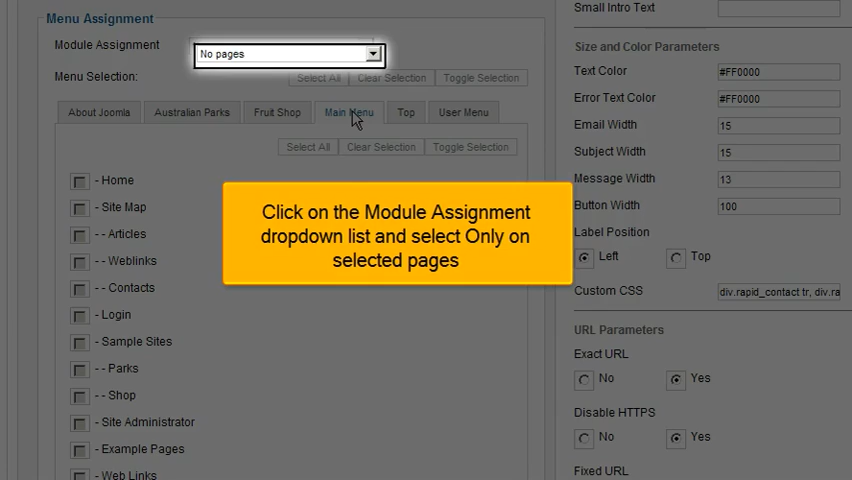 Menu Assignment
Module Assignment
No pages
Menu Selection:
Select All
Clear Selection
Toggle Selection
About Joomla
Australian Parks
Fruit Shop
Main Menu
Top
User Menu
Select All
Clear Selection
Toggle Selection
- Home
- Site Map
- - Articles
- - Weblinks
- - Contacts
- Login
- Sample Sites
- - Parks
- - Shop
- Site Administrator
- Example Pages
- Web Links
Click on the Module Assignment
dropdown list and select Only on
selected pages
Small Intro Text
Size and Color Parameters
Text Color
#FF0000
Error Text Color
#FF0000
Email Width
15
Subject Width
15
Message Width
13
Button Width
100
Label Position
Left
Top
Custom CSS
div.rapid_contact tr, div.ra
URL Parameters
Exact URL
No
Yes
Disable HTTPS
No
Yes
Fixed URL